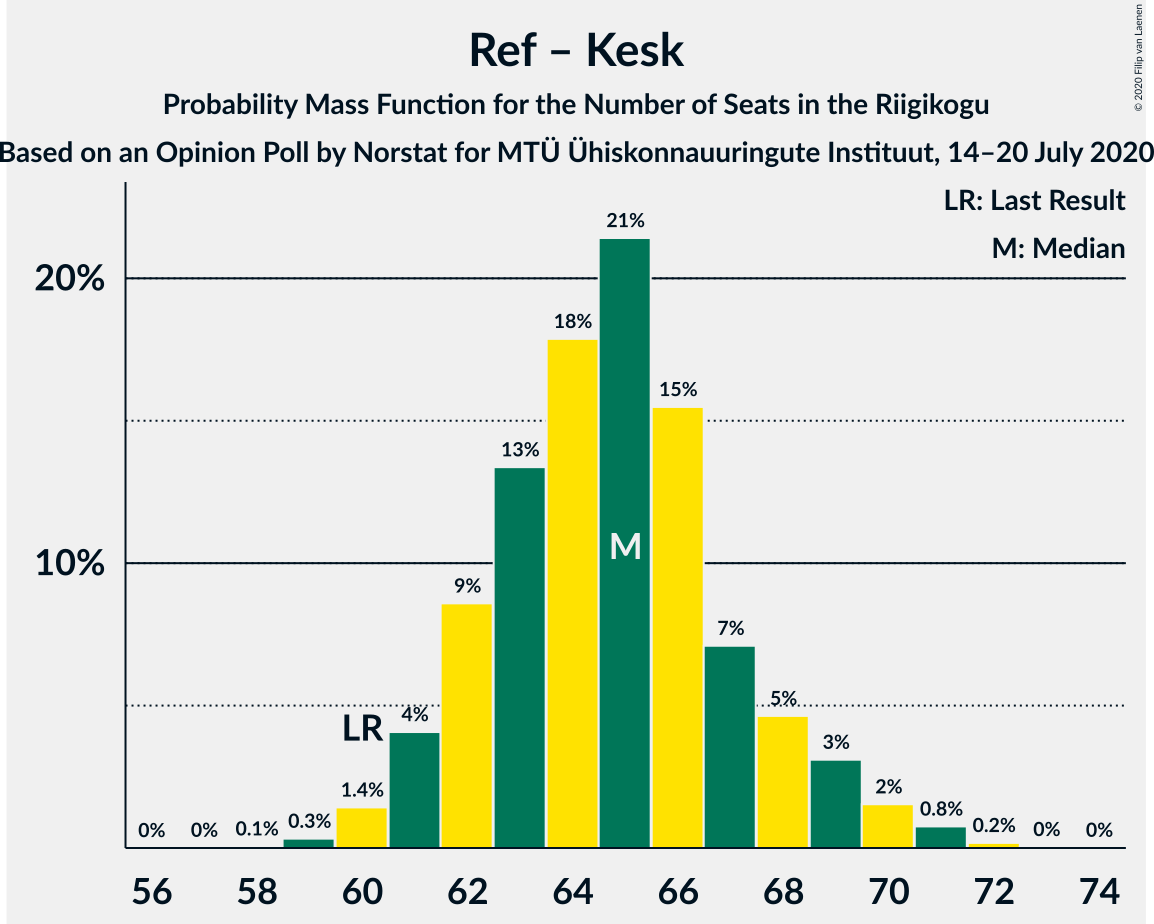 Ref – Kesk
Probability Mass Function for the Number of Seats in the Riigikogu
Based on an Opinion Poll by Norstat for MTÜ Ühiskonnauuringute Instituut, 14–20 July 2020
© 2020 Filip van Laenen
LR: Last Result
M: Median
21%
20%
18%
15%
13%
M
10%
9%
7%
5%
LR
4%
3%
1.4%
2%
0.8%
0% 0% 0.1% 0.3%
0.2% 0% 0%
56 58 60 62 64 66 68 70 72 74